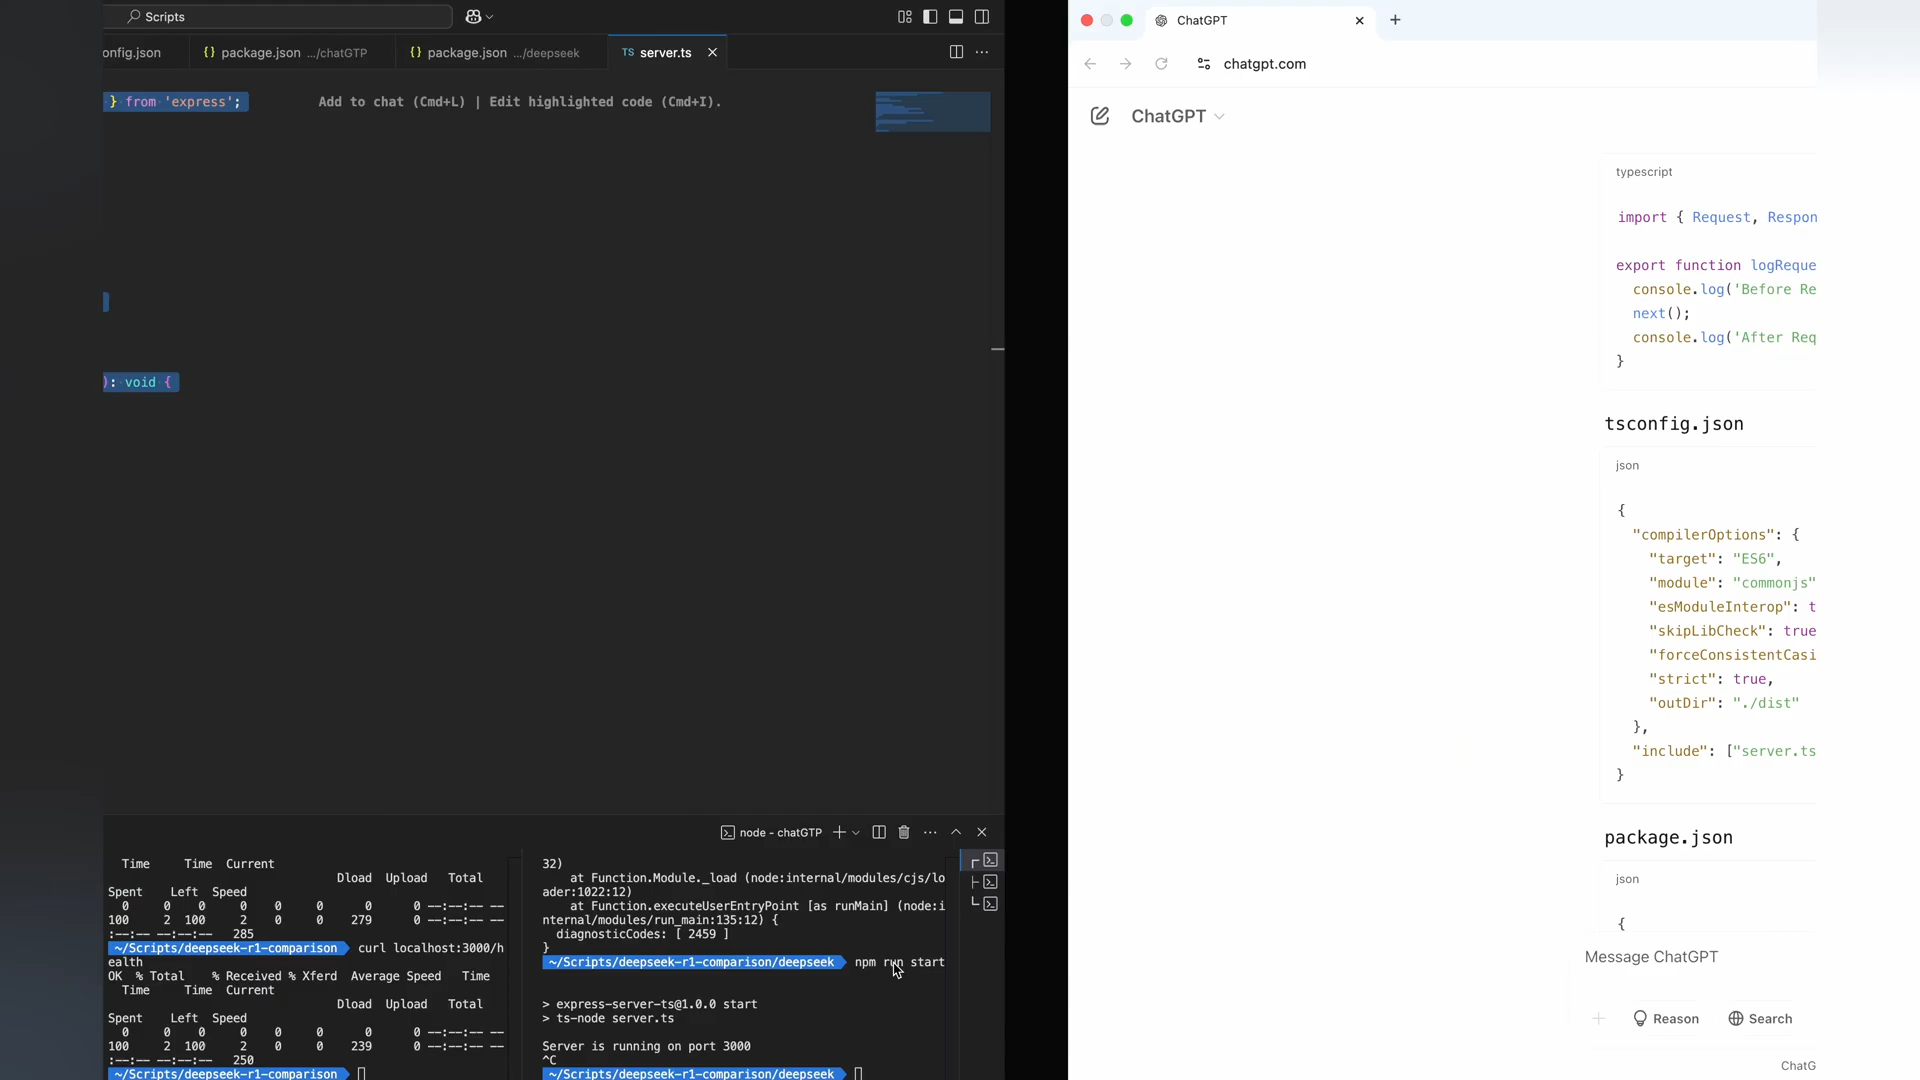 Scripts
onfig.json
{} package.json .../chatGTP
{} package.json .../deepseek
TS server.ts
} from 'express';
Add to chat (Cmd+L) | Edit highlighted code (Cmd+I).
): void {
node - chatGTP
Time Time Current
Dload Upload Total
Spent Left Speed
0 0 0 0 0 0 0 --:--:-- --
100 2 100 2 0 0 279 0 --:--:-- --
:--:-- --:--:-- 285
~/Scripts/deepseek-r1-comparison curl localhost:3000/h
ealth
OK % Total % Received % Xferd Average Speed Time
Time Time Current
Dload Upload Total
Spent Left Speed
0 0 0 0 0 0 0 --:--:-- --
100 2 100 2 0 0 239 0 --:--:-- --
:--:-- --:--:-- 250
~/Scripts/deepseek-r1-comparison
32)
at Function.Module._load (node:internal/modules/cjs/lo
ader:1022:12)
at Function.executeUserEntryPoint [as runMain] (node:i
nternal/modules/run_main:135:12) {
diagnosticCodes: [ 2459 ]
}
~/Scripts/deepseek-r1-comparison/deepseek npm run start
> express-server-ts@1.0.0 start
> ts-node server.ts
Server is running on port 3000
^C
~/Scripts/deepseek-r1-comparison/deepseek
ChatGPT
chatgpt.com
ChatGPT
typescript
import { Request, Respon
export function logReque
console.log('Before Re
next();
console.log('After Req
}
tsconfig.json
json
{
"compilerOptions": {
"target": "ES6",
"module": "commonjs"
"esModuleInterop": t
"skipLibCheck": true
"forceConsistentCasi
"strict": true,
"outDir": "./dist"
},
"include": ["server.ts
}
package.json
json
{
Message ChatGPT
Reason
Search
ChatG